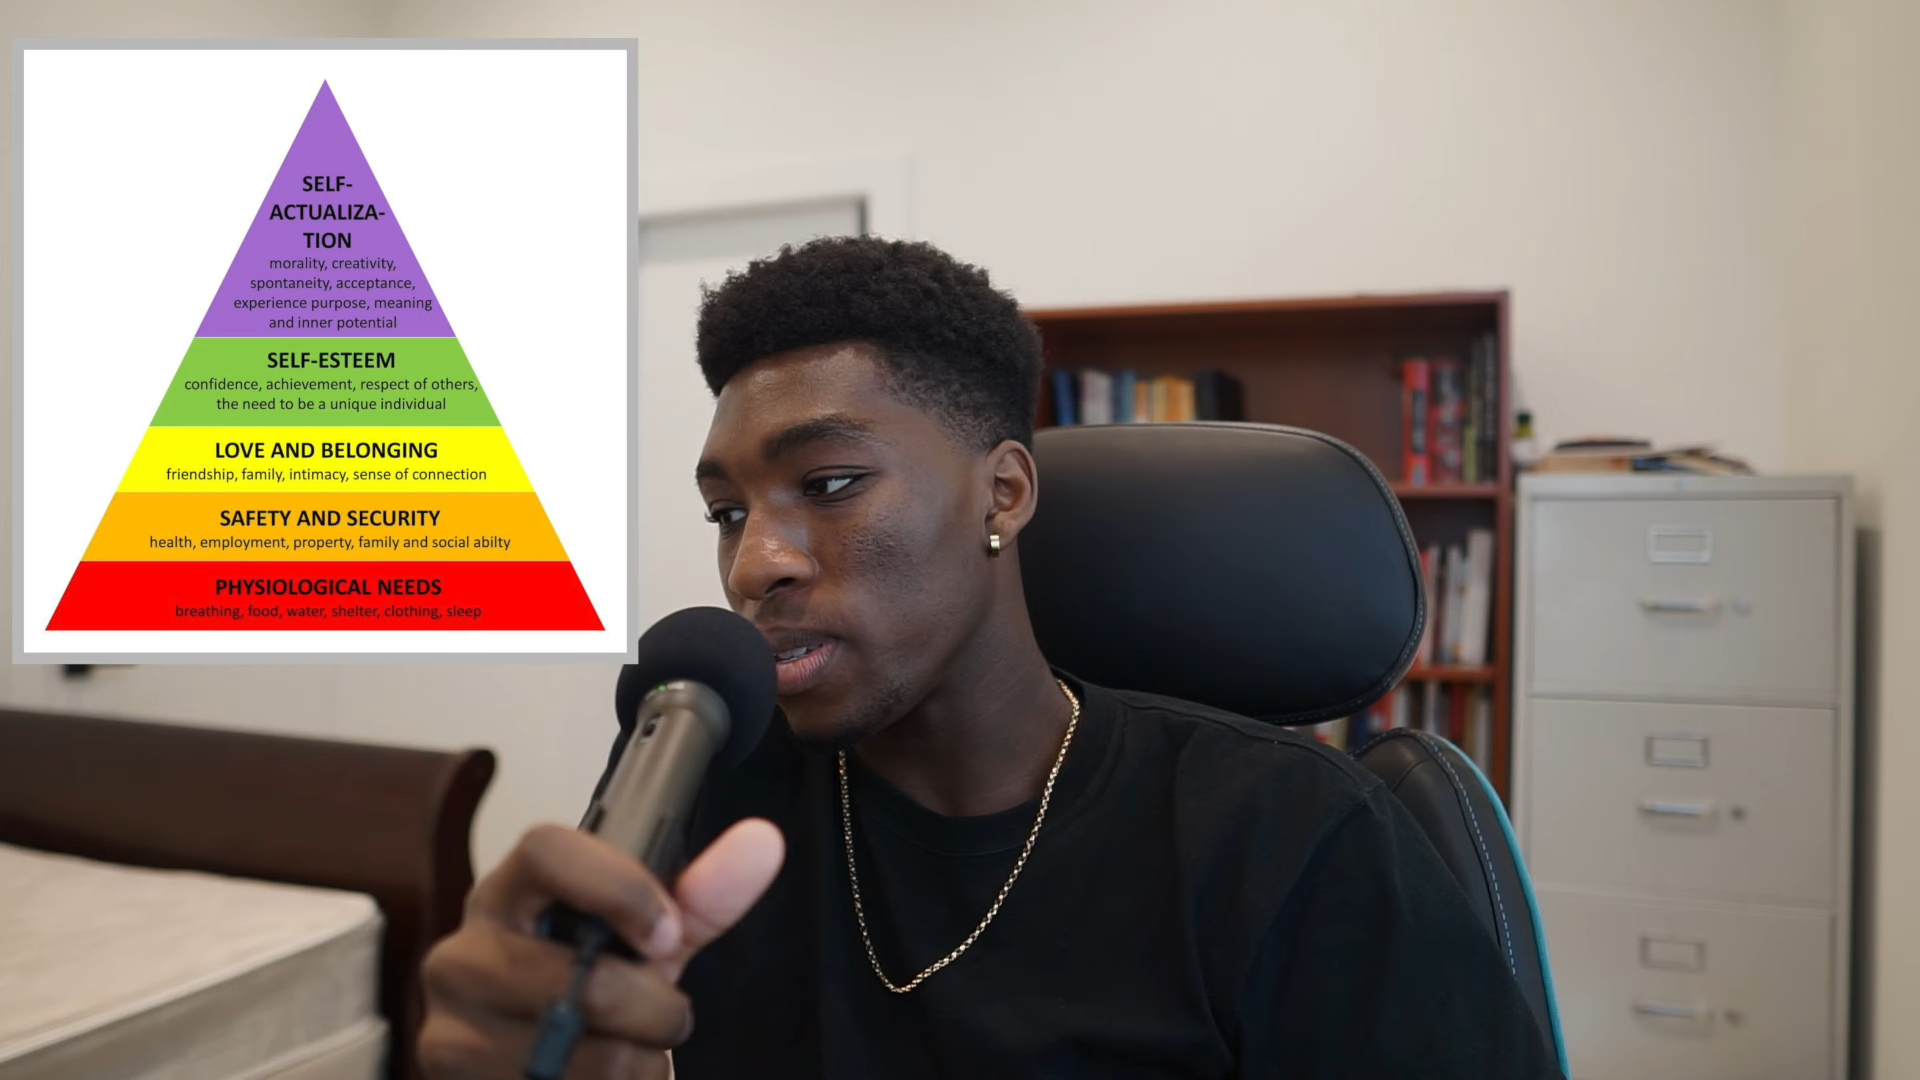 SELF-
ACTUALIZA-
TION
morality, creativity,
spontaneity, acceptance,
experience purpose, meaning
and inner potential
SELF-ESTEEM
confidence, achievement, respect of others,
the need to be a unique individual
LOVE AND BELONGING
friendship, family, intimacy, sense of connection
SAFETY AND SECURITY
health, employment, property, family and social abilty
PHYSIOLOGICAL NEEDS
breathing, food, water, shelter, clothing, sleep